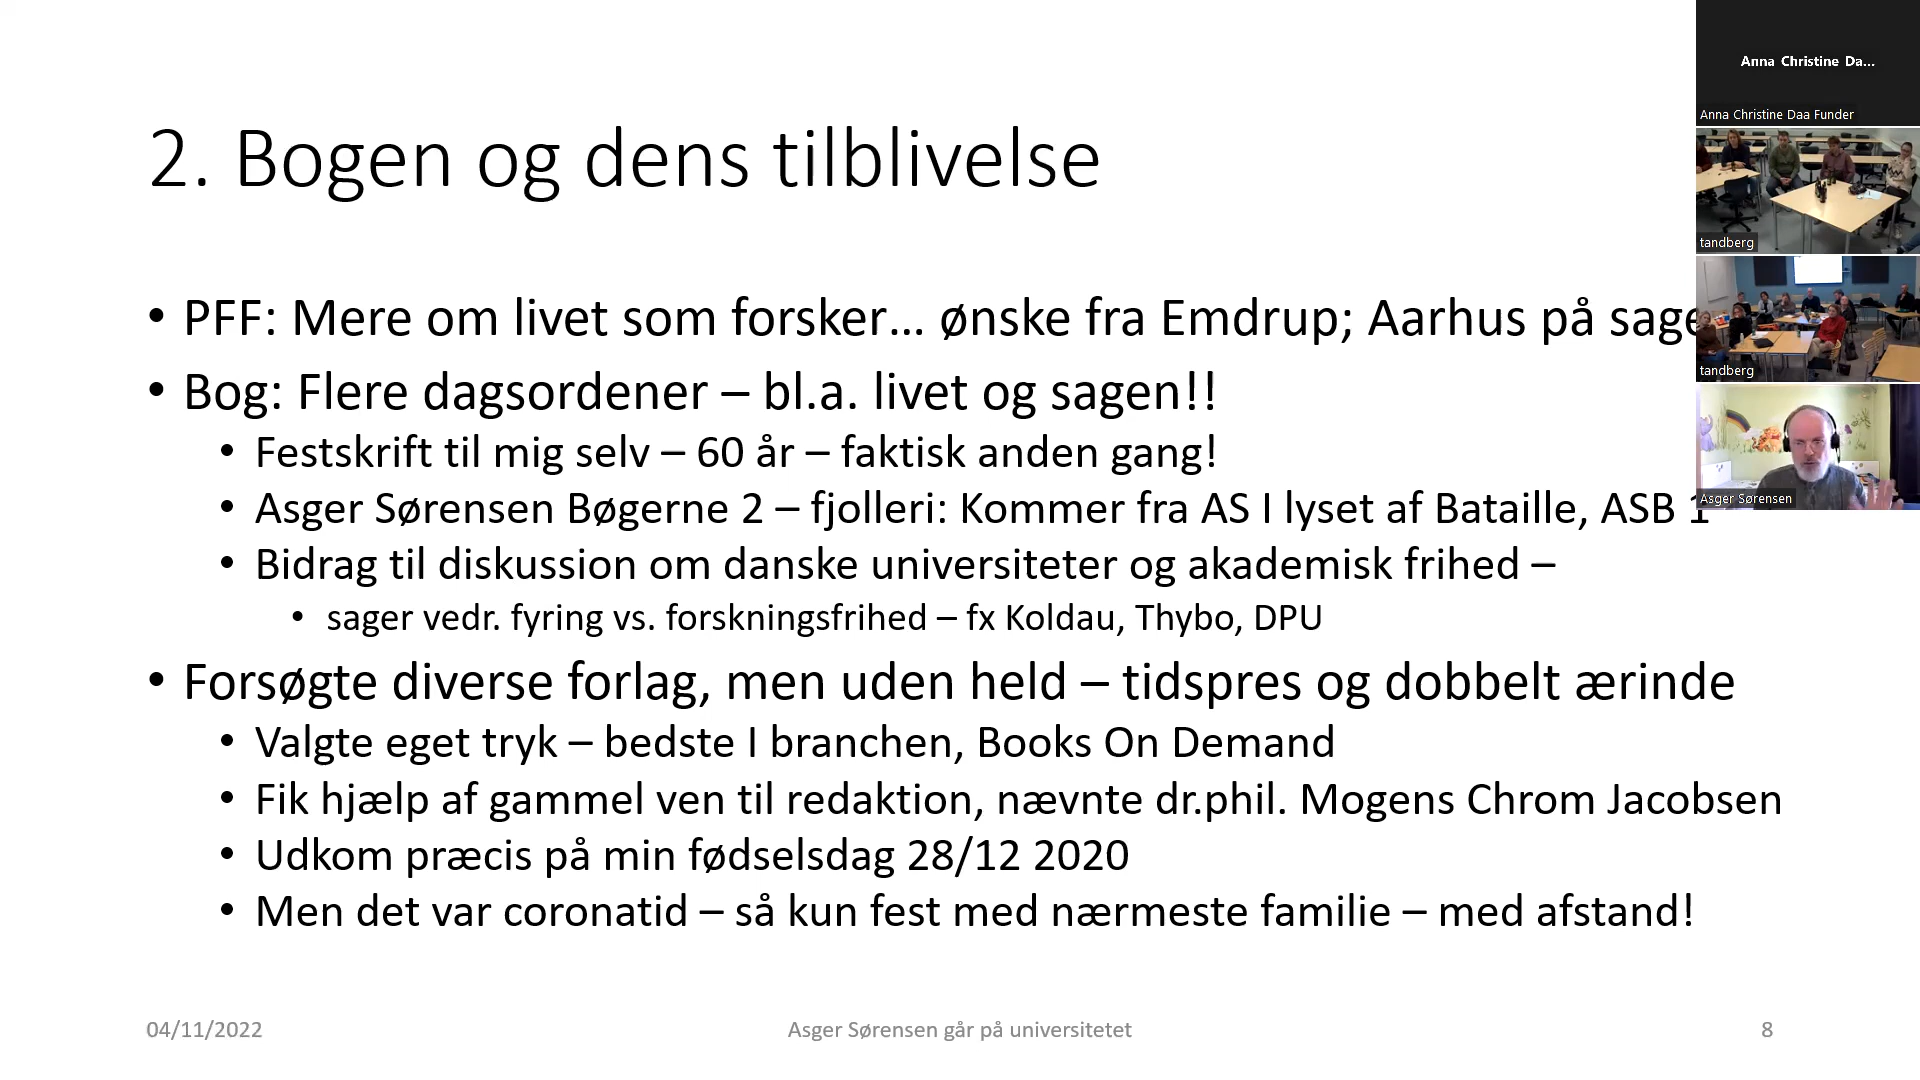 2. Bogen og dens tilblivelse
• PFF: Mere om livet som forsker… ønske fra Emdrup; Aarhus på
• Bog: Flere dagsordener – bl.a. livet og sagen!!
• Festskrift til mig selv – 60 år – faktisk anden gang!
• Asger Sørensen Bøgerne 2 – fjolleri: Kommer fra AS I lyset af Bataille, ASB 1
• Bidrag til diskussion om danske universiteter og akademisk frihed –
• sager vedr. fyring vs. forskningsfrihed – fx Koldau, Thybo, DPU
• Forsøgte diverse forlag, men uden held – tidspres og dobbelt ærinde
• Valgte eget tryk – bedste I branchen, Books On Demand
• Fik hjælp af gammel ven til redaktion, nævnte dr.phil. Mogens Chrom Jacobsen
• Udkom præcis på min fødselsdag 28/12 2020
• Men det var coronatid – så kun fest med nærmeste familie – med afstand!
04/11/2022
Asger Sørensen går på universitetet
8
Anna Christine Da...
Anna Christine Daa Funder
tandberg
tandberg
Asger Sørensen